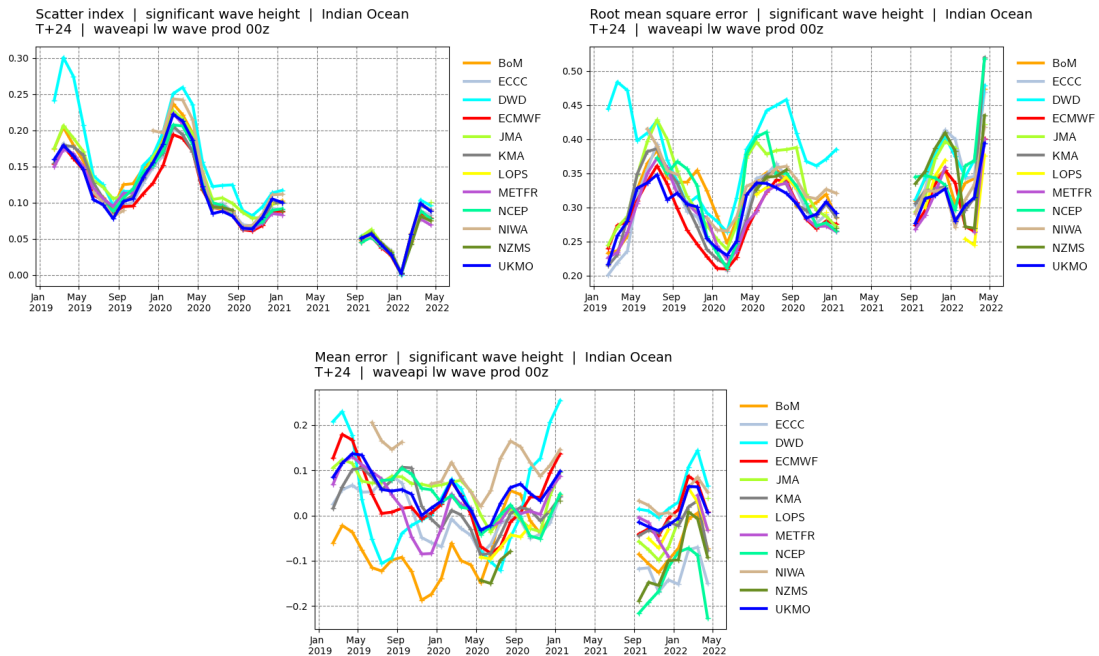 Scatter index | significant wave height | Indian Ocean
T+24 | waveapi lw wave prod 00z
0.30
0.25
0.20
0.15
0.10
0.05
0.00
Jan 2019
May 2019
Sep 2019
Jan 2020
May 2020
Sep 2020
Jan 2021
May 2021
Sep 2021
Jan 2022
May 2022
BoM
ECCC
DWD
ECMWF
JMA
KMA
LOPS
METFR
NCEP
NIWA
NZMS
UKMO
Root mean square error | significant wave height | Indian Ocean
T+24 | waveapi lw wave prod 00z
0.50
0.45
0.40
0.35
0.30
0.25
0.20
Jan 2019
May 2019
Sep 2019
Jan 2020
May 2020
Sep 2020
Jan 2021
May 2021
Sep 2021
Jan 2022
May 2022
BoM
ECCC
DWD
ECMWF
JMA
KMA
LOPS
METFR
NCEP
NIWA
NZMS
UKMO
Mean error | significant wave height | Indian Ocean
T+24 | waveapi lw wave prod 00z
0.2
0.1
0.0
−0.1
−0.2
Jan 2019
May 2019
Sep 2019
Jan 2020
May 2020
Sep 2020
Jan 2021
May 2021
Sep 2021
Jan 2022
May 2022
BoM
ECCC
DWD
ECMWF
JMA
KMA
LOPS
METFR
NCEP
NIWA
NZMS
UKMO